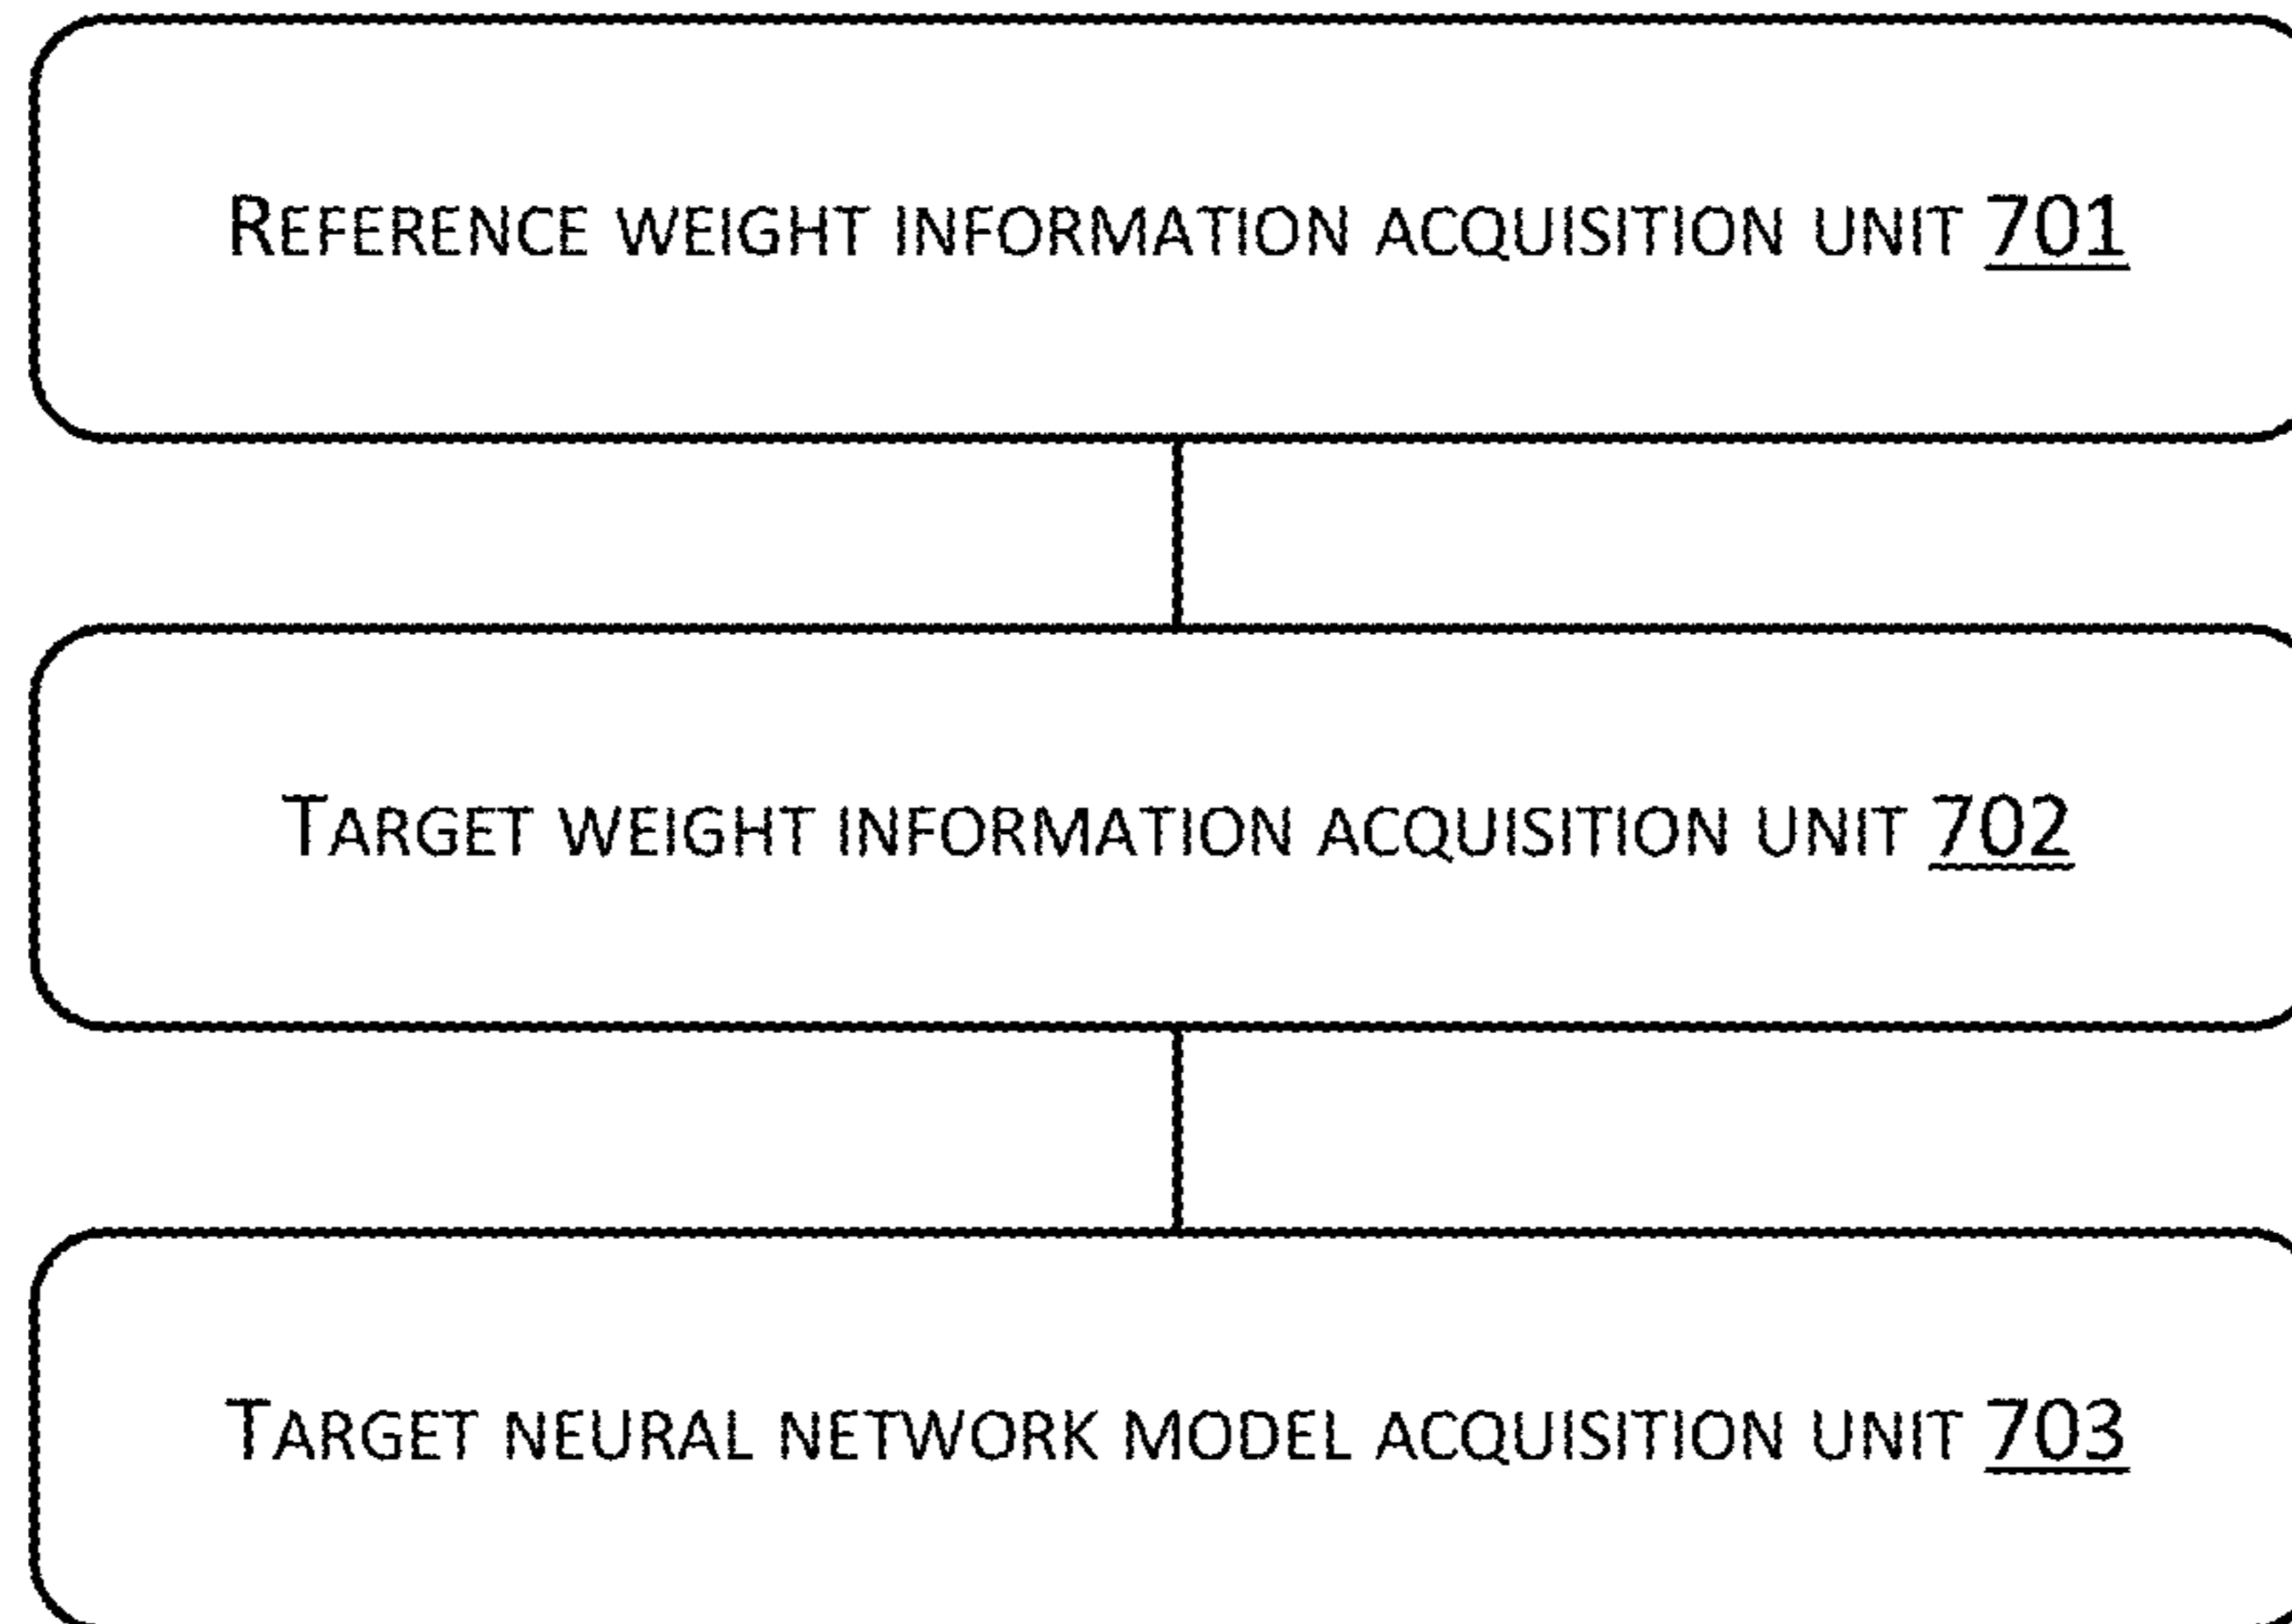 Reference weight information acquisition unit 701
Target weight information acquisition unit 702
Target neural network model acquisition unit 703